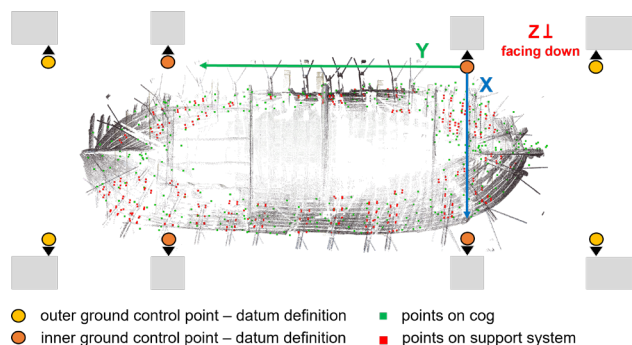 Z⊥
facing down
Y
X
outer ground control point – datum definition
points on cog
inner ground control point – datum definition
points on support system